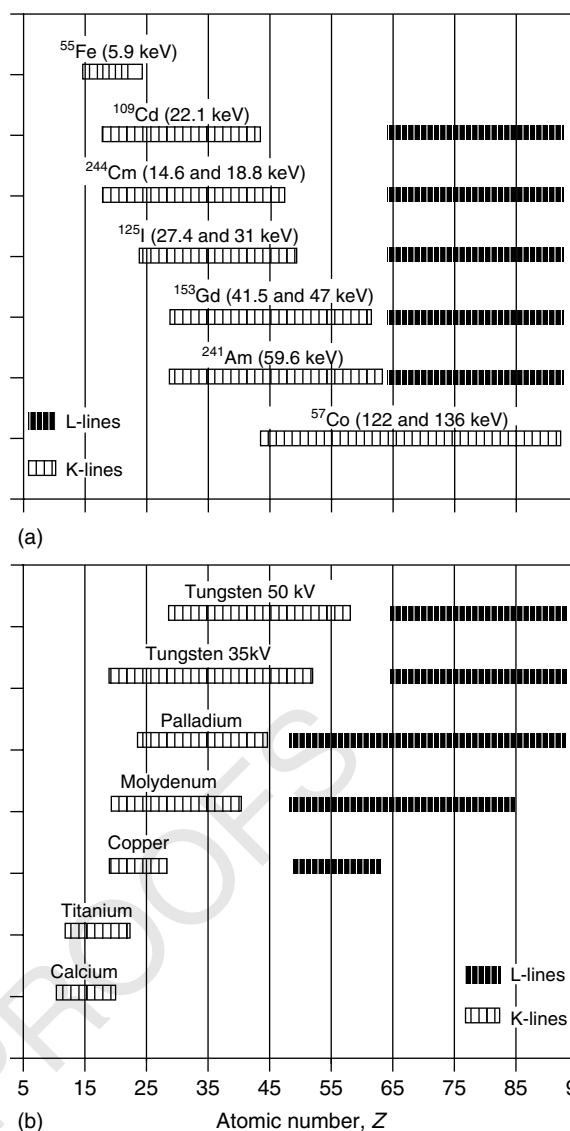 ⁵⁵Fe (5.9 keV)
¹⁰⁹Cd (22.1 keV)
²⁴⁴Cm (14.6 and 18.8 keV)
¹²⁵I (27.4 and 31 keV)
¹⁵³Gd (41.5 and 47 keV)
²⁴¹Am (59.6 keV)
⁵⁷Co (122 and 136 keV)
L-lines
K-lines
(a)
Tungsten 50 kV
Tungsten 35kV
Palladium
Molydenum
Copper
Titanium
Calcium
L-lines
K-lines
5 15 25 35 45 55 65 75 85
(b) Atomic number, Z
PROOFS